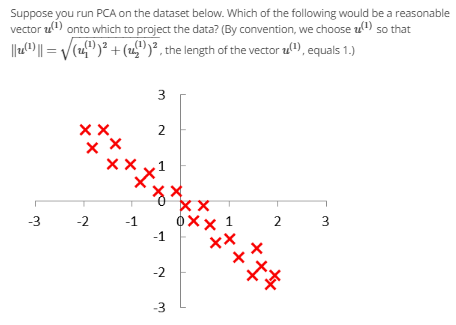 Suppose you run PCA on the dataset below. Which of the following would be a reasonable
vector u⁽¹⁾ onto which to project the data? (By convention, we choose u⁽¹⁾ so that
||u⁽¹⁾|| = √((u₁⁽¹⁾)² + (u₂⁽¹⁾)²), the length of the vector u⁽¹⁾, equals 1.)
3
2
1
0
-3 -2 -1 0 1 2 3
-1
-2
-3